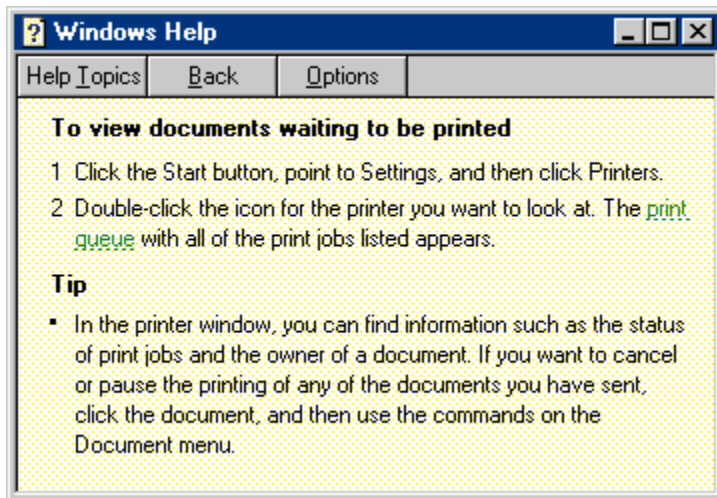 Windows Help
Help Topics Back Options
To view documents waiting to be printed
1 Click the Start button, point to Settings, and then click Printers.
2 Double-click the icon for the printer you want to look at. The print
queue with all of the print jobs listed appears.
Tip
▪ In the printer window, you can find information such as the status
of print jobs and the owner of a document. If you want to cancel
or pause the printing of any of the documents you have sent,
click the document, and then use the commands on the
Document menu.